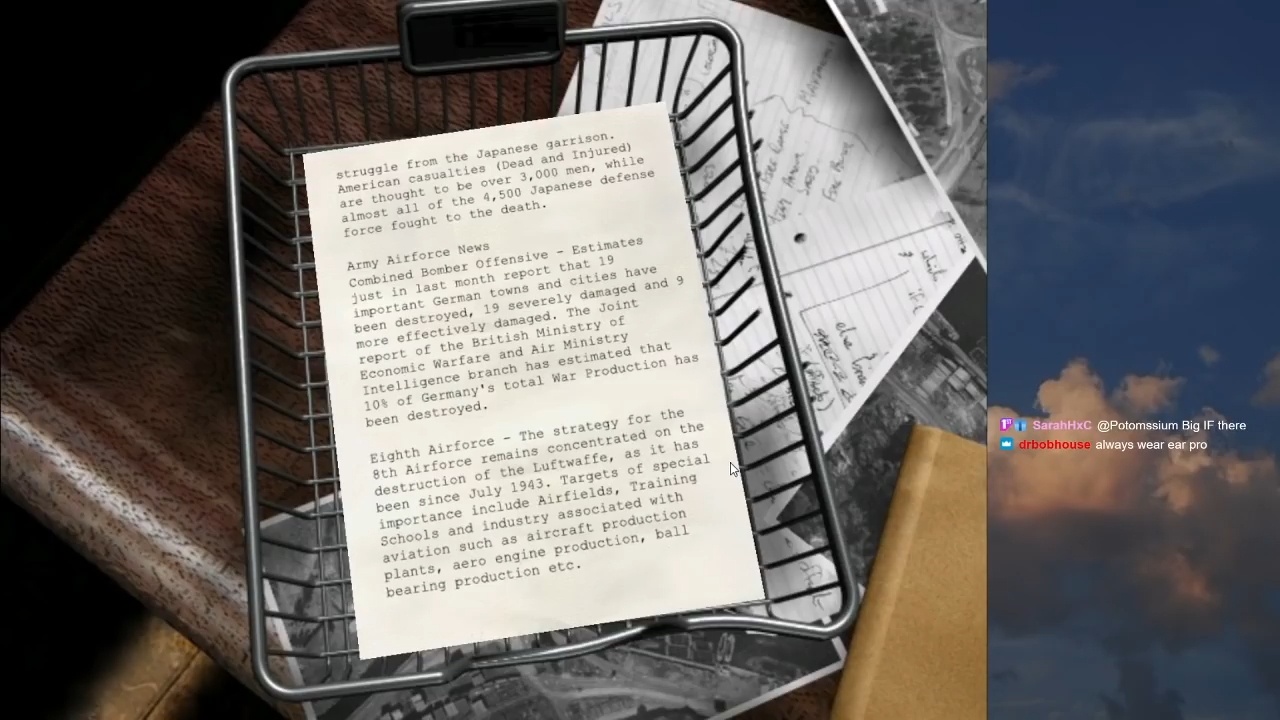 struggle from the Japanese garrison.
American casualties (Dead and Injured)
are thought to be over 3,000 men, while
almost all of the 4,500 Japanese defense
force fought to the death.
Army Airforce News
Combined Bomber Offensive - Estimates
just in last month report that 19
important German towns and cities have
been destroyed, 19 severely damaged and 9
more effectively damaged. The Joint
report of the British Ministry of
Economic Warfare and Air Ministry
Intelligence branch has estimated that
10% of Germany's total War Production has
been destroyed.
Eighth Airforce - The strategy for the
8th Airforce remains concentrated on the
destruction of the Luftwaffe, as it has
been since July 1943. Targets of special
importance include Airfields, Training
Schools and industry associated with
aviation such as aircraft production
plants, aero engine production, ball
bearing production etc.
SarahHxC @Potomssium Big IF there
drbobhouse always wear ear pro